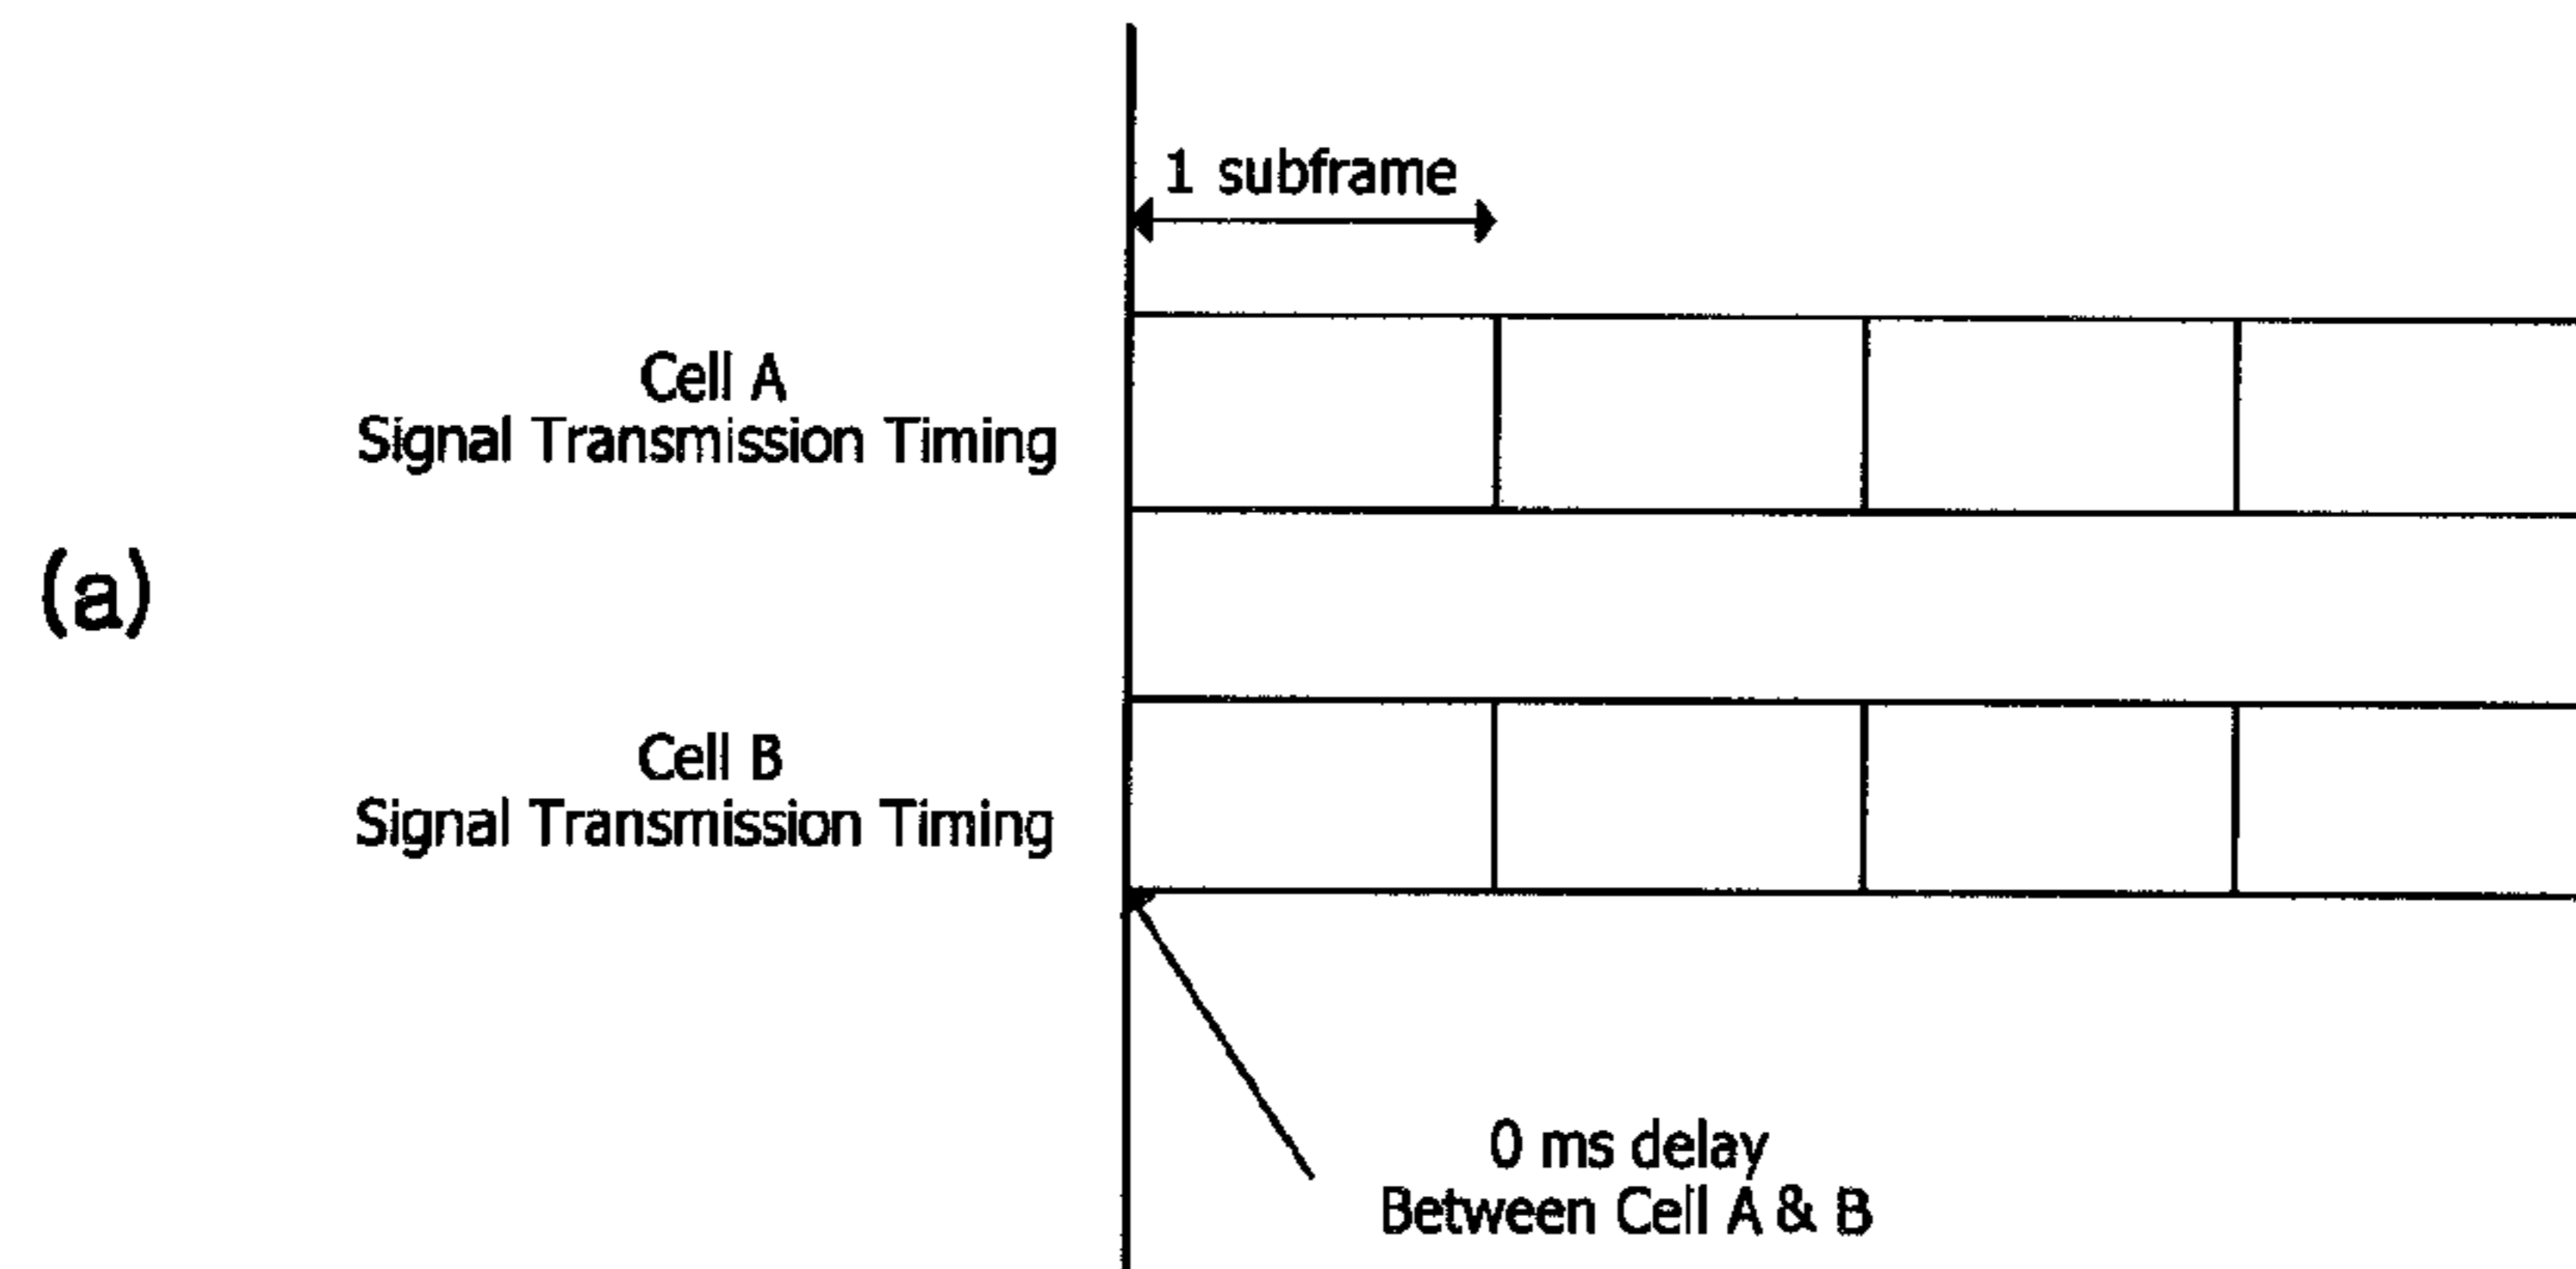 1 subframe
Cell A
Signal Transmission Timing
(a)
Cell B
Signal Transmission Timing
0 ms delay
Between Cell A & B